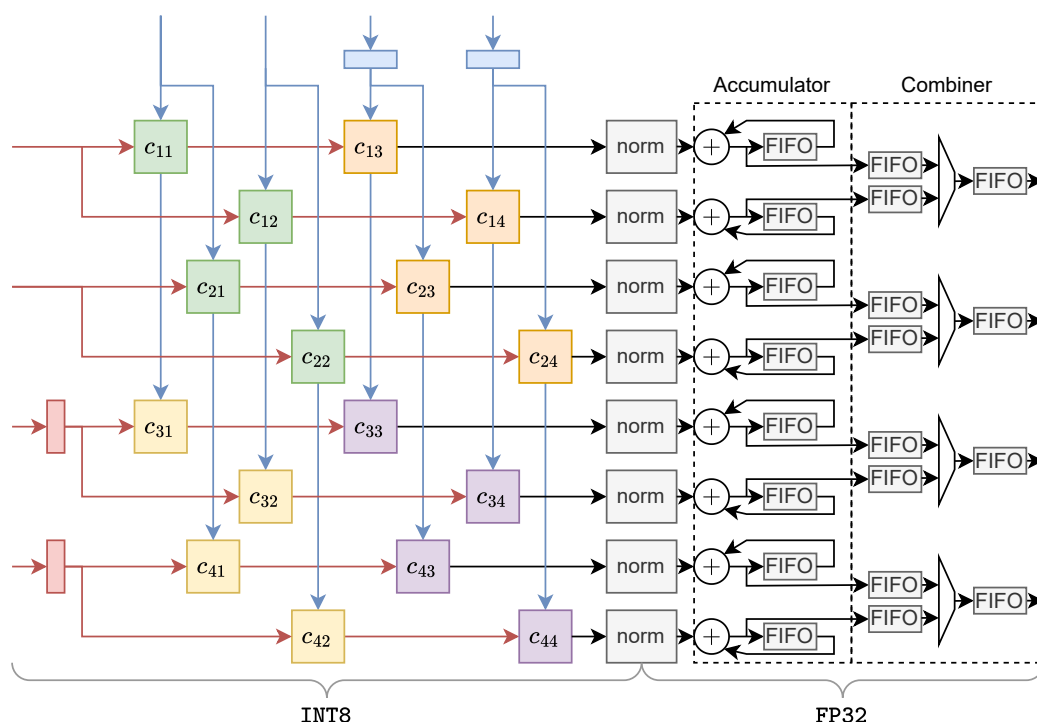 Accumulator Combiner
c11 c13 norm + FIFO FIFO
FIFO
FIFO
c12 c14 norm + FIFO
c21 c23 norm + FIFO FIFO
FIFO
FIFO
c22 c24 norm + FIFO
c31 c33 norm + FIFO FIFO
FIFO
FIFO
c32 c34 norm + FIFO
c41 c43 norm + FIFO FIFO
FIFO
FIFO
c42 c44 norm + FIFO
INT8 FP32